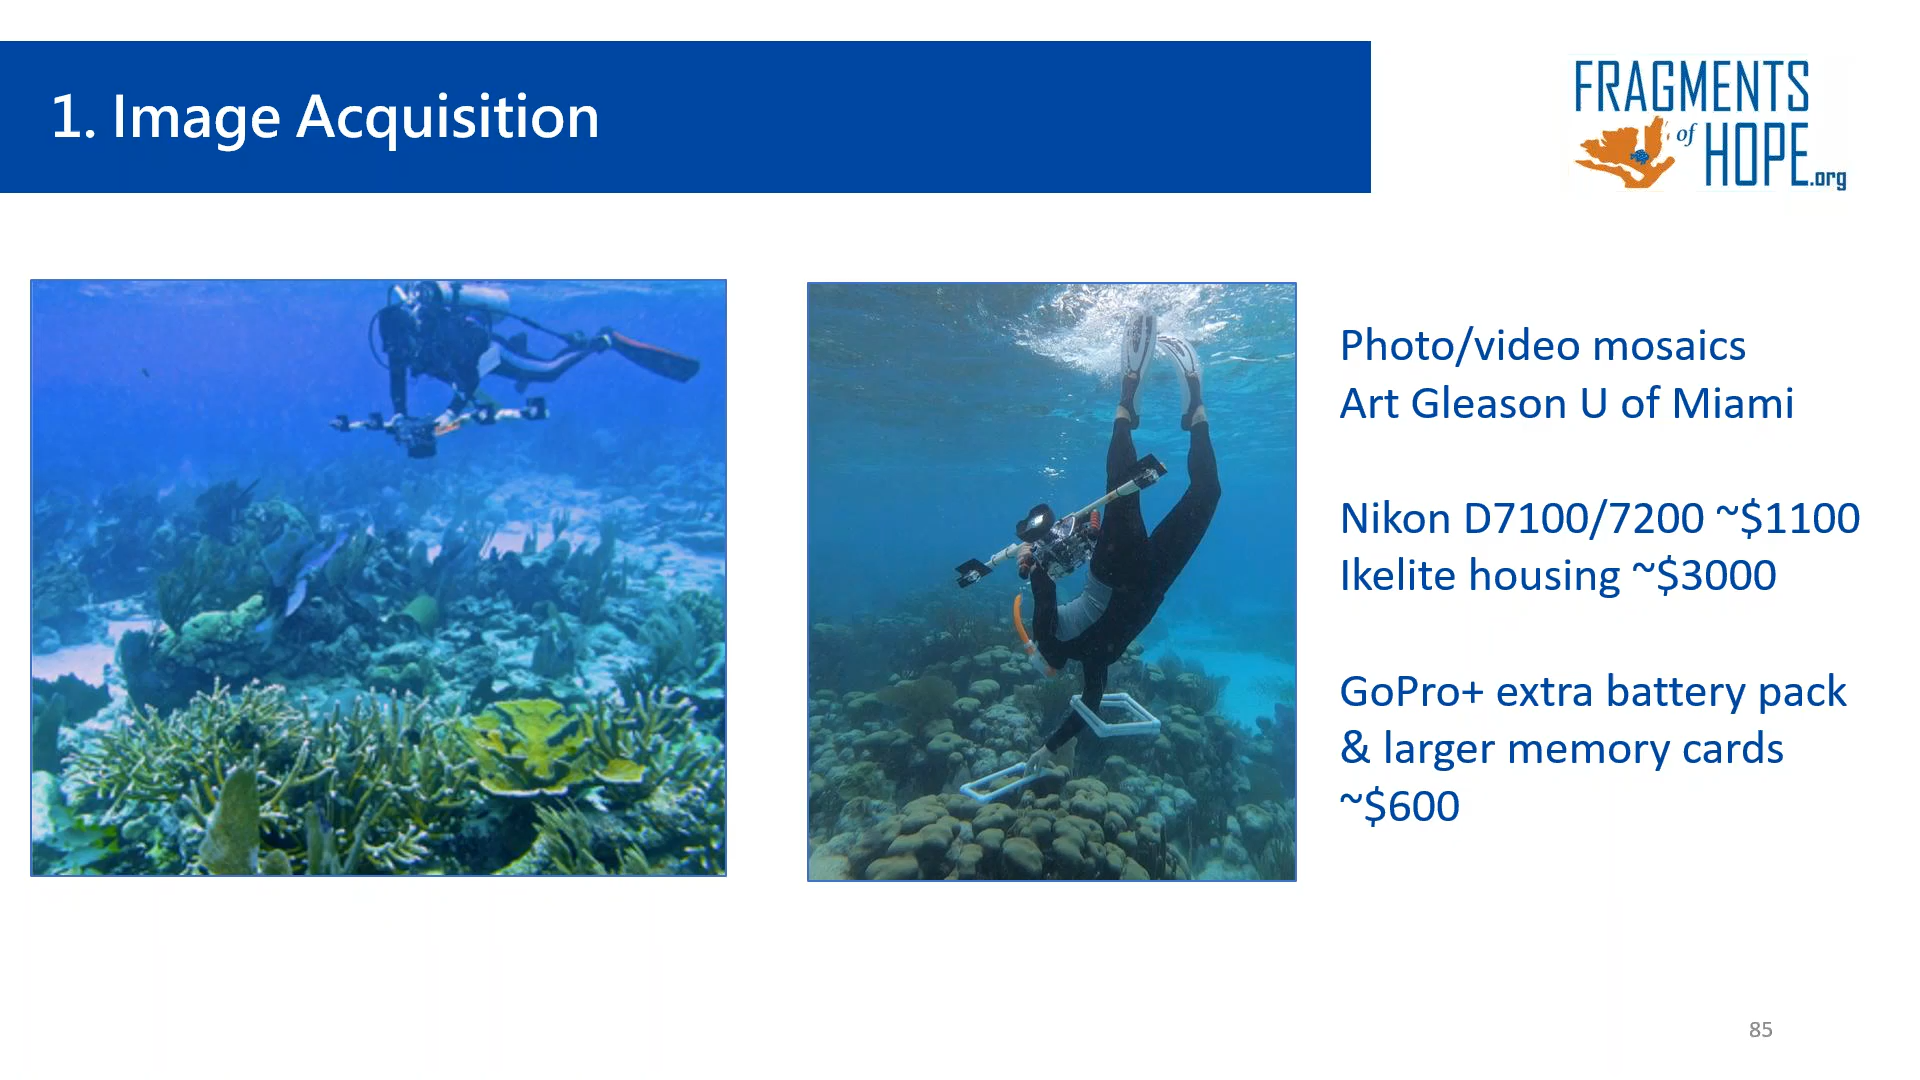 1. Image Acquisition
FRAGMENTS
of HOPE.org
Photo/video mosaics
Art Gleason U of Miami
Nikon D7100/7200 ~$1100
Ikelite housing ~$3000
GoPro+ extra battery pack
& larger memory cards
~$600
85